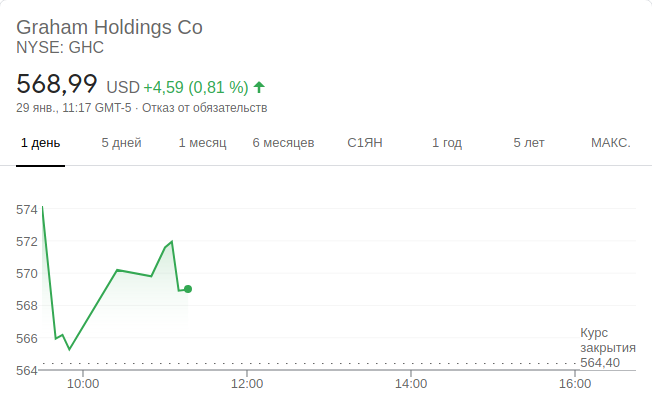 Graham Holdings Co
NYSE: GHC
568,99 USD +4,59 (0,81 %)
29 янв., 11:17 GMT-5 · Отказ от обязательств
1 день 5 дней 1 месяц 6 месяцев С1ЯН 1 год 5 лет МАКС.
574
572
570
568
566
Курс
закрытия
564,40
564
10:00 12:00 14:00 16:00